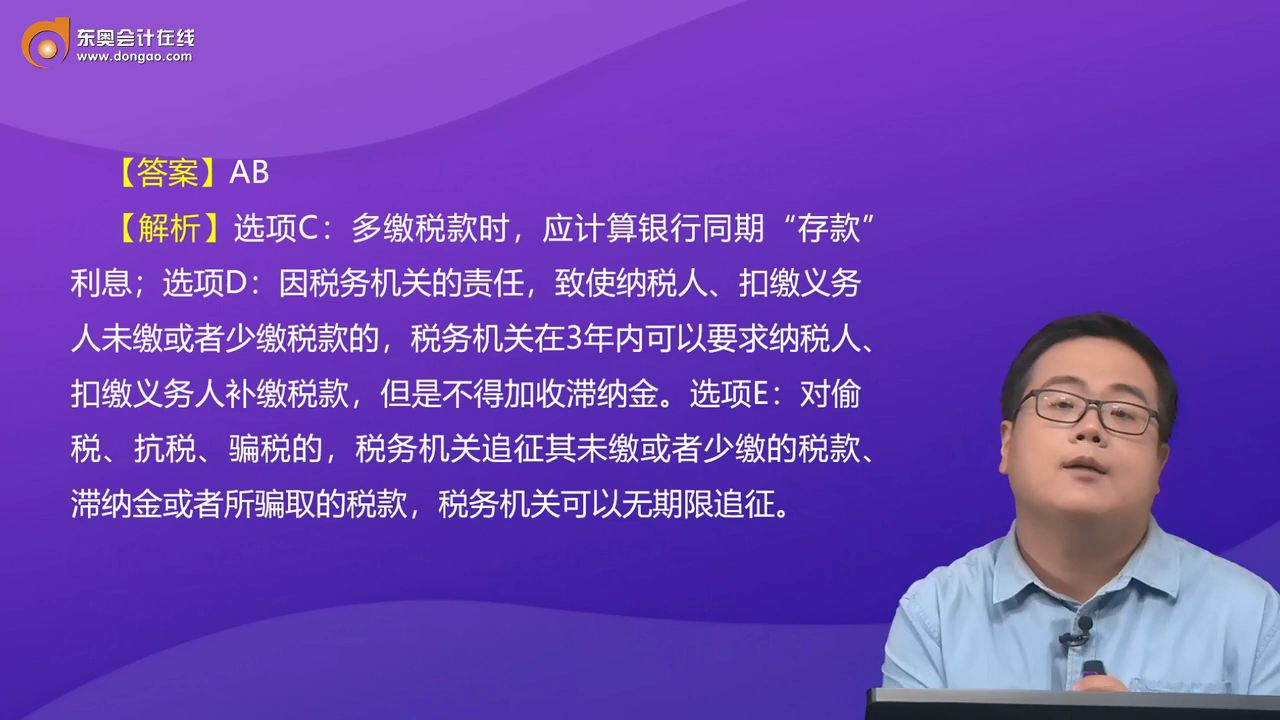 东奥会计在线
www.dongao.com
【答案】AB
【解析】选项C：多缴税款时，应计算银行同期“存款”
利息；选项D：因税务机关的责任，致使纳税人、扣缴义务
人未缴或者少缴税款的，税务机关在3年内可以要求纳税人、
扣缴义务人补缴税款，但是不得加收滞纳金。选项E：对偷
税、抗税、骗税的，税务机关追征其未缴或者少缴的税款、
滞纳金或者所骗取的税款，税务机关可以无期限追征。